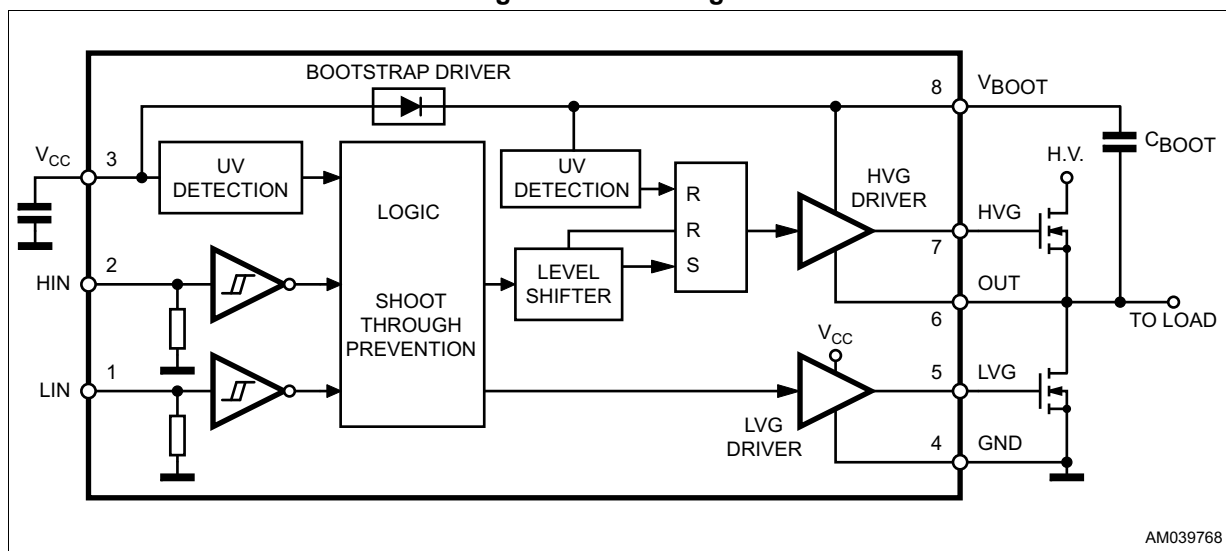 BOOTSTRAP DRIVER
8 VBOOT
CBOOT
H.V.
VCC 3
UV
DETECTION
LOGIC
SHOOT
THROUGH
PREVENTION
UV
DETECTION
R
R
S
HVG
DRIVER
HVG
7
HIN 2
LEVEL
SHIFTER
OUT
6
TO LOAD
LIN 1
VCC
5 LVG
LVG
DRIVER
4 GND
AM039768